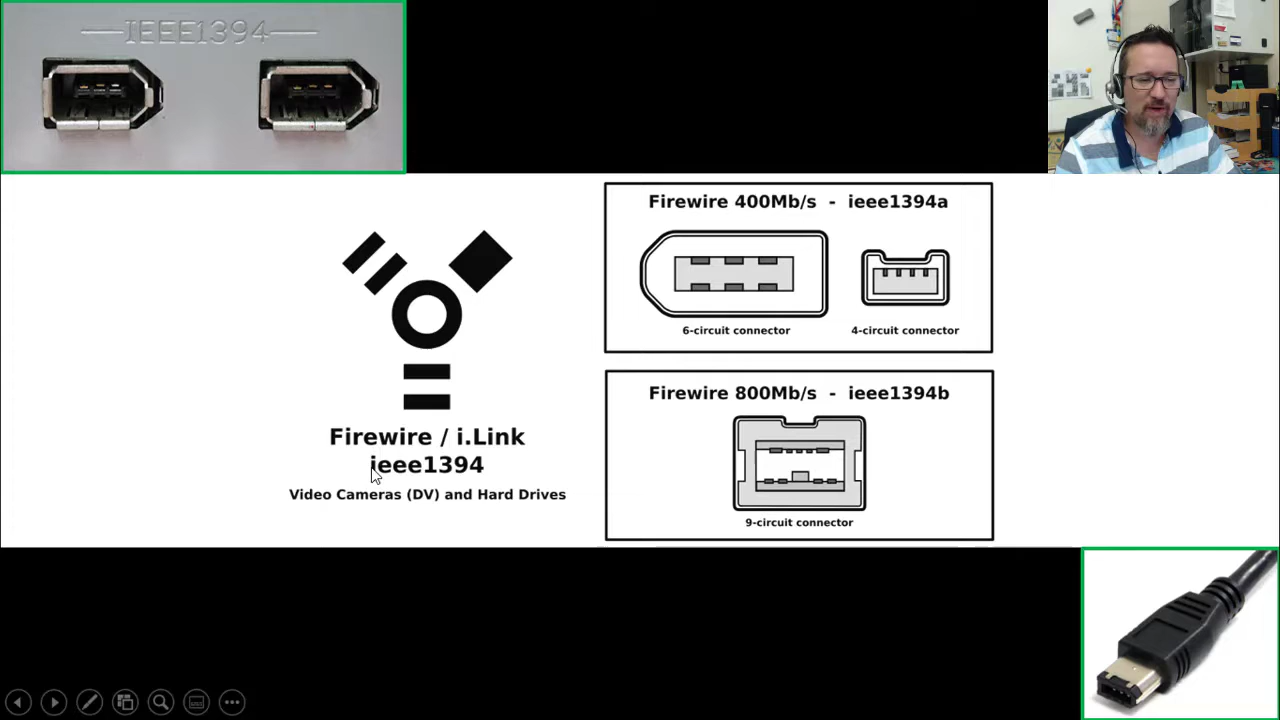 IEEE1394
Firewire 400Mb/s - ieee1394a
6-circuit connector
4-circuit connector
Firewire / i.Link
ieee1394
Video Cameras (DV) and Hard Drives
Firewire 800Mb/s - ieee1394b
9-circuit connector